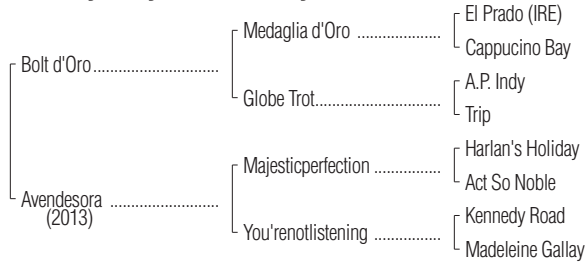 El Prado (IRE)
Medaglia d'Oro ..................
Cappucino Bay
Bolt d'Oro...........................
A.P. Indy
Globe Trot...........................
Trip
Harlan's Holiday
Majesticperfection ...............
Act So Noble
Avendesora .......................
(2013)
Kennedy Road
You'renotlistening ..............
Madeleine Gallay